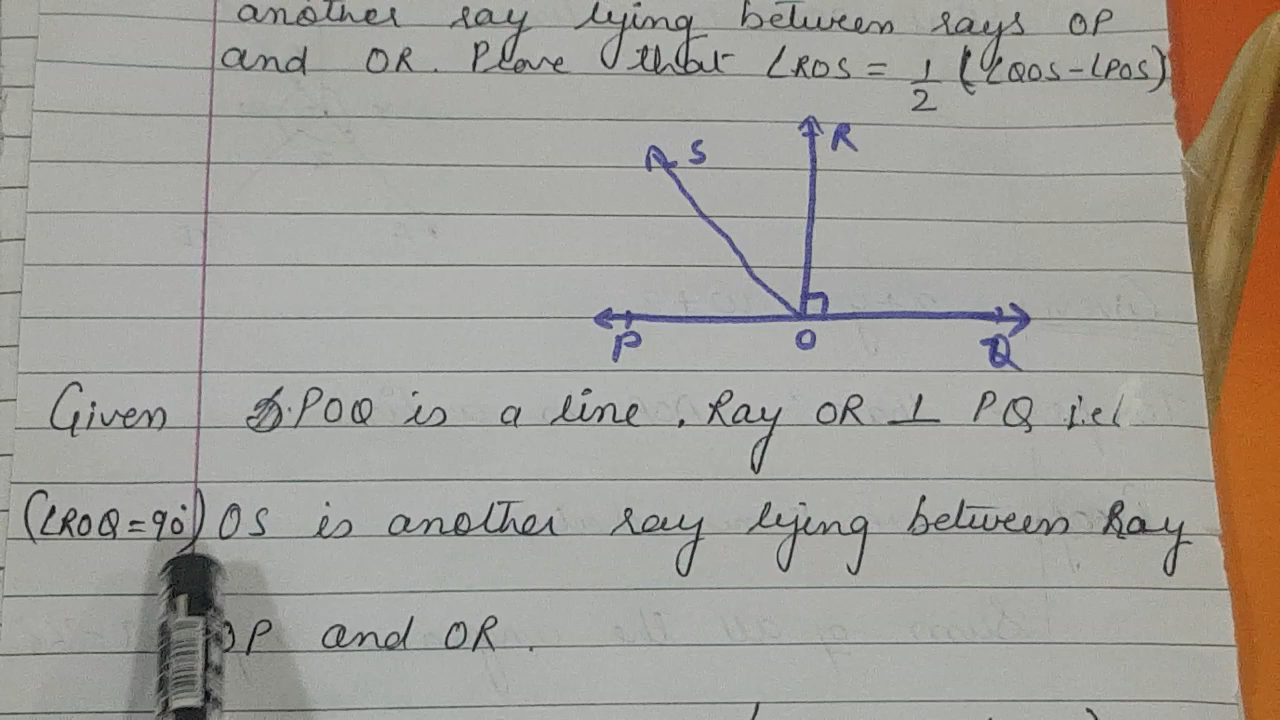 another ray lying between rays OP
and OR. Prove that ∠ROS = 1/2 (∠QOS-∠POS)
S
R
P
O
Q
Given POQ is a line, Ray OR ⊥ PQ i.e
(∠ROQ=90°) OS is another ray lying between Ray
OP and OR.